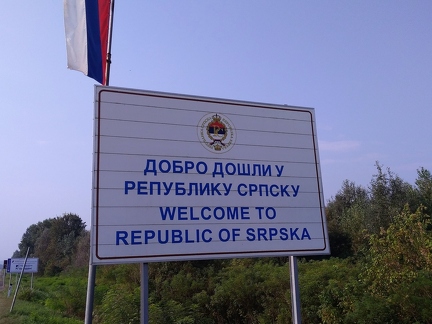 ДОБРО ДОШЛИ У
РЕПУБЛИКУ СРПСКУ
WELCOME TO
REPUBLIC OF SRPSKA